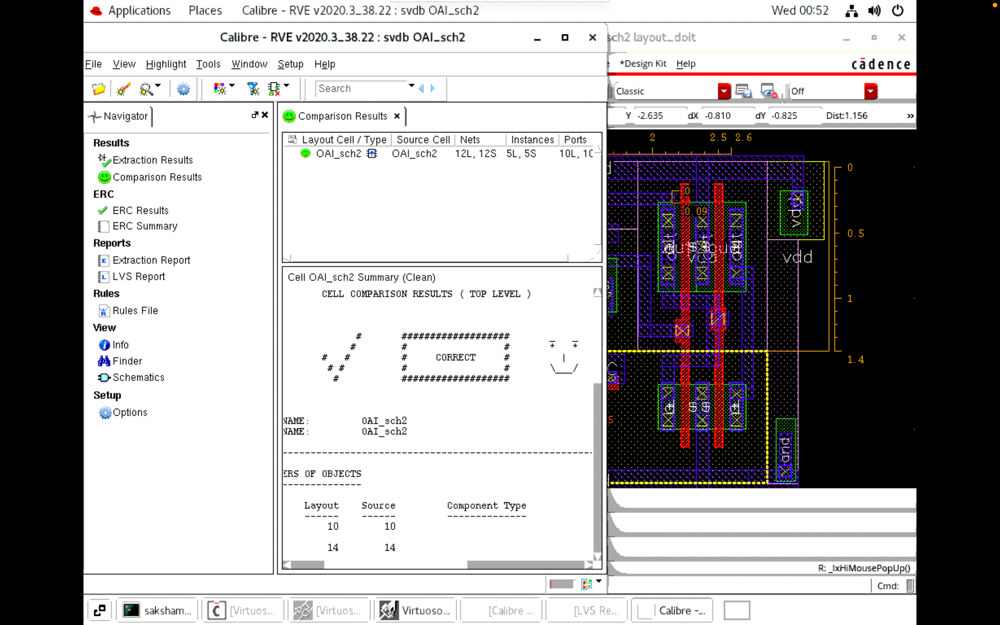 Applications Places Calibre - RVE v2020.3_38.22 : svdb OAI_sch2 Wed 00:52
Calibre - RVE v2020.3_38.22 : svdb OAI_sch2
sch2 layout_doit
File View Highlight Tools Window Setup Help
*Design Kit Help
cādence
Search
Classic
Off
Navigator
Comparison Results
Y -2.635 dX -0.810 dY -0.825 Dist:1.156 »
Results
Extraction Results
Comparison Results
ERC
ERC Results
ERC Summary
Reports
Extraction Report
LVS Report
Rules
Rules File
View
Info
Finder
Schematics
Setup
Options
Layout Cell / Type Source Cell Nets Instances Ports
OAI_sch2 OAI_sch2 12L, 12S 5L, 5S 10L, 10
Cell OAI_sch2 Summary (Clean)
CELL COMPARISON RESULTS ( TOP LEVEL )
# ################### _ _
# # # * *
# # # CORRECT # |
# # # # \___/
# ###################
NAME: OAI_sch2
NAME: OAI_sch2
ERS OF OBJECTS
--------------
Layout Source Component Type
------ ------ --------------
10 10
14 14
2 2.5 2.6
0
0.5
1
1.4
0
0.09
vdd
5
R: _lxHiMousePopUp()
Cmd:
saksham...
[Virtuos...
[Virtuos...
Virtuoso...
[Calibre ...
[LVS Re...
Calibre -...